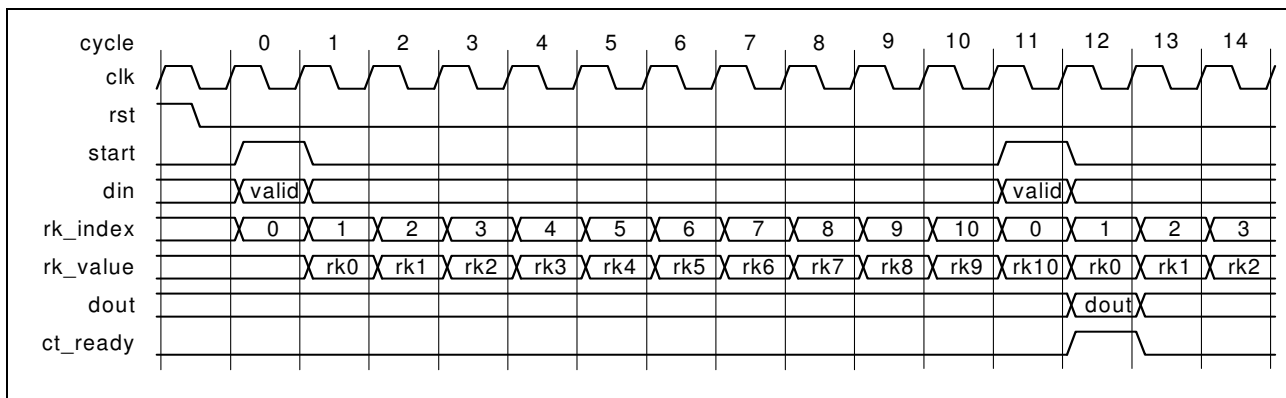 cycle 0 1 2 3 4 5 6 7 8 9 10 11 12 13 14
clk
rst
start
din valid valid
rk_index 0 1 2 3 4 5 6 7 8 9 10 0 1 2 3
rk_value rk0 rk1 rk2 rk3 rk4 rk5 rk6 rk7 rk8 rk9 rk10 rk0 rk1 rk2
dout dout
ct_ready